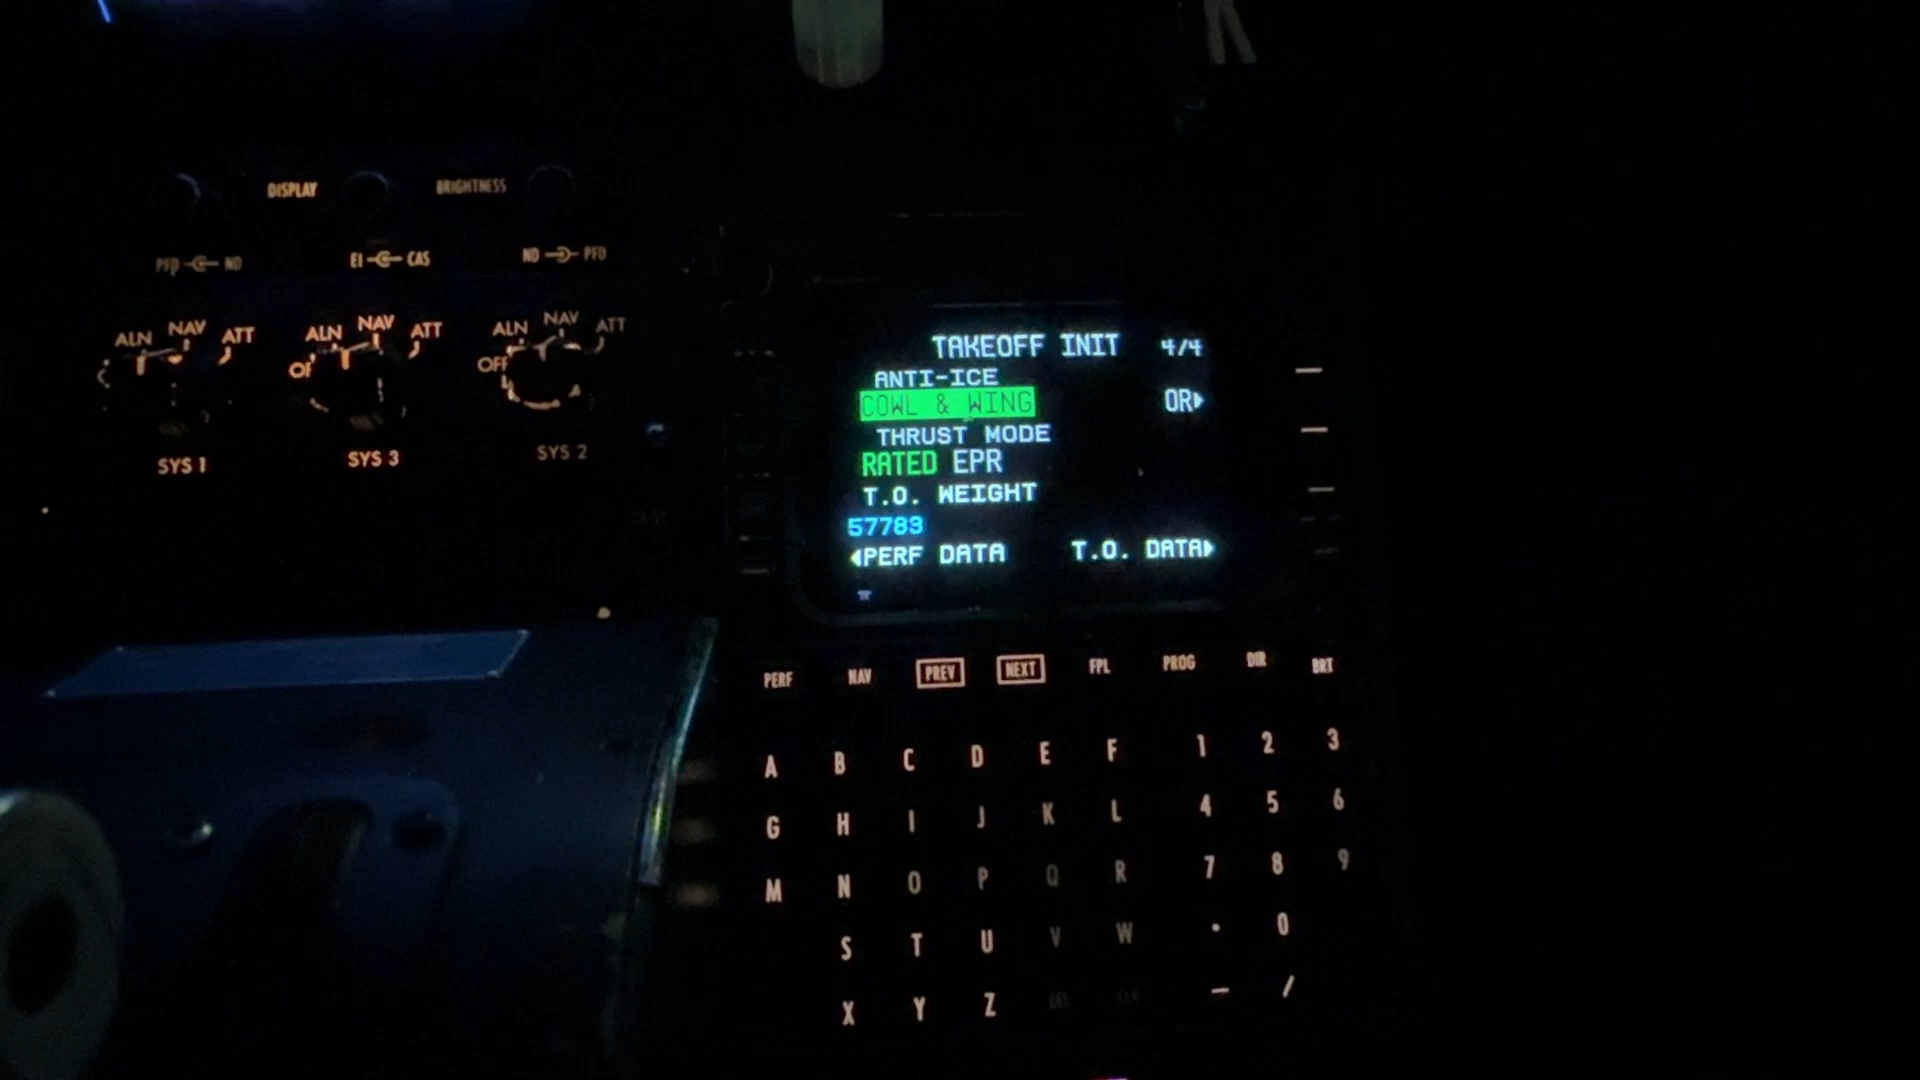 DISPLAY BRIGHTNESS
PFD ND
EI CAS
ND PFD
ALN NAV ATT
ALN NAV ATT
OF
ALN NAV ATT
OFF
SYS 1
SYS 3
SYS 2
TAKEOFF INIT 4/4
ANTI-ICE
COWL & WING OR
THRUST MODE
RATED EPR
T.O. WEIGHT
57789
PERF DATA T.O. DATA
PERF NAV PREV NEXT FPL PROG DIR BRT
A B C D E F 1 2 3
G H I J K L 4 5 6
M N O P Q R 7 8 9
S T U V W . 0
X Y Z - /